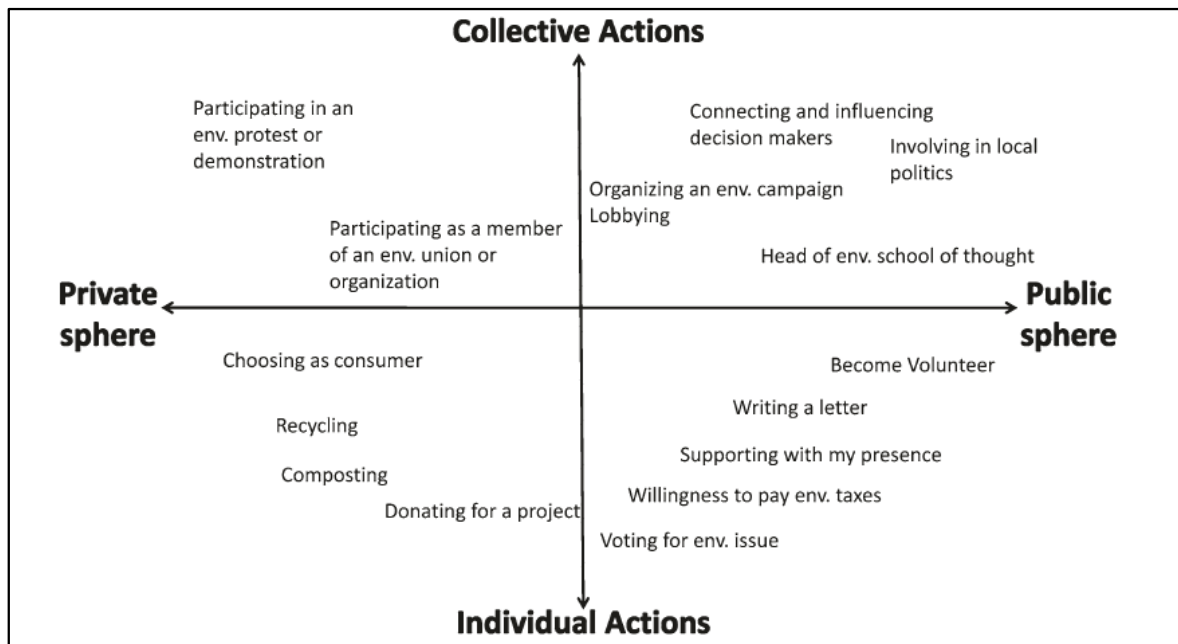 Collective Actions
Participating in an
env. protest or
demonstration
Connecting and influencing
decision makers
Involving in local
politics
Organizing an env. campaign
Lobbying
Participating as a member
of an env. union or
organization
Head of env. school of thought
Private
sphere
Public
sphere
Choosing as consumer
Become Volunteer
Writing a letter
Recycling
Supporting with my presence
Composting
Willingness to pay env. taxes
Donating for a project
Voting for env. issue
Individual Actions